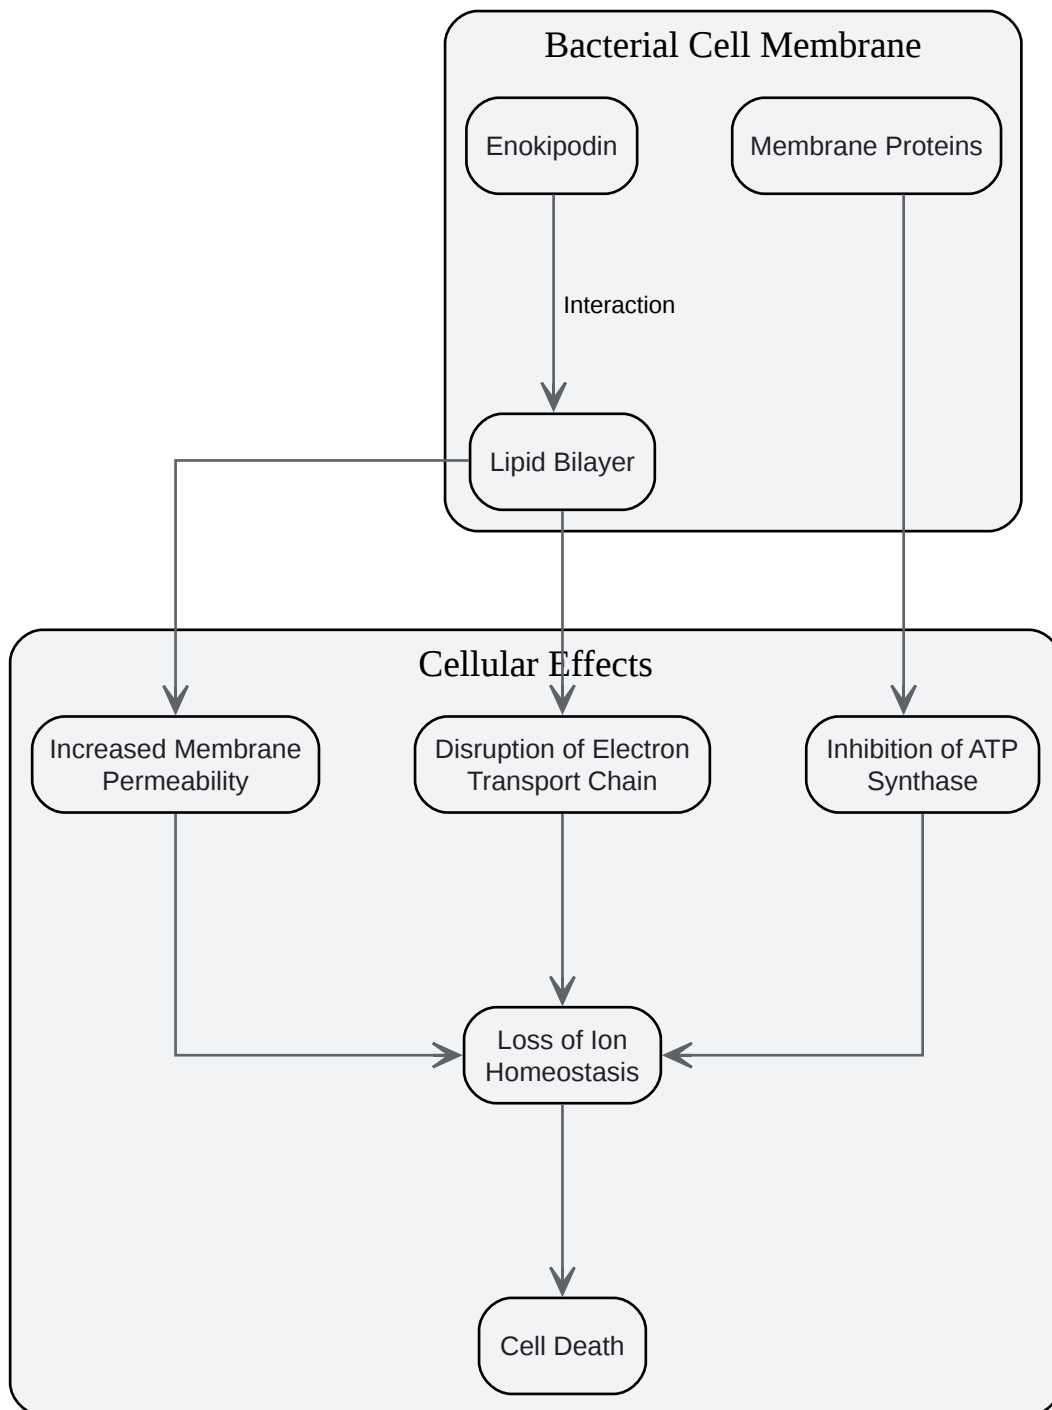 Bacterial Cell Membrane
Enokipodin
Membrane Proteins
Interaction
Lipid Bilayer
Cellular Effects
Increased Membrane
Permeability
Disruption of Electron
Transport Chain
Inhibition of ATP
Synthase
Loss of Ion
Homeostasis
Cell Death